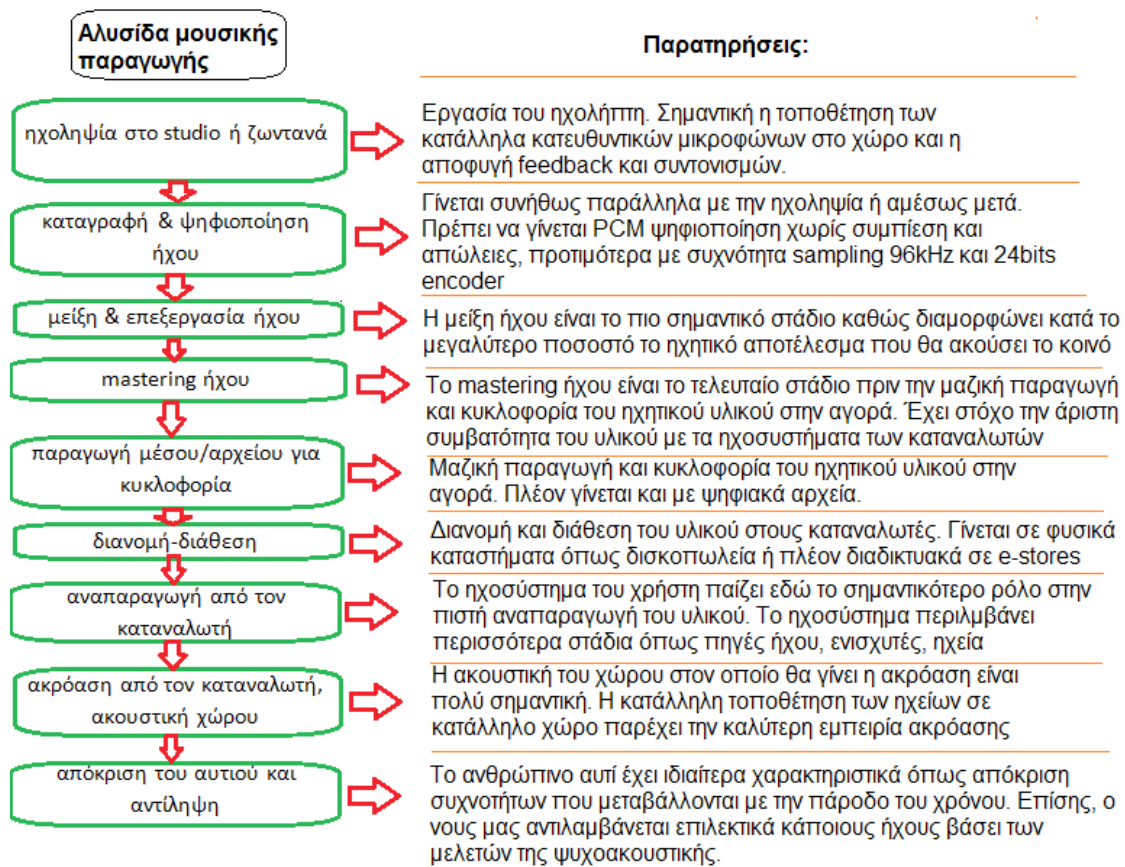 Αλυσίδα μουσικής
παραγωγής
Παρατηρήσεις:
ηχοληψία στο studio ή ζωντανά
Εργασία του ηχολήπτη. Σημαντική η τοποθέτηση των
κατάλληλα κατευθυντικών μικροφώνων στο χώρο και η
αποφυγή feedback και συντονισμών.
καταγραφή & ψηφιοποίηση
ήχου
Γίνεται συνήθως παράλληλα με την ηχοληψία ή αμέσως μετά.
Πρέπει να γίνεται PCM ψηφιοποίηση χωρίς συμπίεση και
απώλειες, προτιμότερα με συχνότητα sampling 96kHz και 24bits
encoder
μείξη & επεξεργασία ήχου
Η μείξη ήχου είναι το πιο σημαντικό στάδιο καθώς διαμορφώνει κατά το
μεγαλύτερο ποσοστό το ηχητικό αποτέλεσμα που θα ακούσει το κοινό
mastering ήχου
Το mastering ήχου είναι το τελευταίο στάδιο πριν την μαζική παραγωγή
και κυκλοφορία του ηχητικού υλικού στην αγορά. Έχει στόχο την άριστη
συμβατότητα του υλικού με τα ηχοσυστήματα των καταναλωτών
παραγωγή μέσου/αρχείου για
κυκλοφορία
Μαζική παραγωγή και κυκλοφορία του ηχητικού υλικού στην
αγορά. Πλέον γίνεται και με ψηφιακά αρχεία.
διανομή-διάθεση
Διανομή και διάθεση του υλικού στους καταναλωτές. Γίνεται σε φυσικά
καταστήματα όπως δισκοπωλεία ή πλέον διαδικτυακά σε e-stores
αναπαραγωγή από τον
καταναλωτή
Το ηχοσύστημα του χρήστη παίζει εδώ το σημαντικότερο ρόλο στην
πιστή αναπαραγωγή του υλικού. Το ηχοσύστημα περιλμβάνει
περισσότερα στάδια όπως πηγές ήχου, ενισχυτές, ηχεία
ακρόαση από τον καταναλωτή,
ακουστική χώρου
Η ακουστική του χώρου στον οποίο θα γίνει η ακρόαση είναι
πολύ σημαντική. Η κατάλληλη τοποθέτηση των ηχείων σε
κατάλληλο χώρο παρέχει την καλύτερη εμπειρία ακρόασης
απόκριση του αυτιού και
αντίληψη
Το ανθρώπινο αυτί έχει ιδιαίτερα χαρακτηριστικά όπως απόκριση
συχνοτήτων που μεταβάλλονται με την πάροδο του χρόνου. Επίσης, ο
νους μας αντιλαμβάνεται επιλεκτικά κάποιους ήχους βάσει των
μελετών της ψυχοακουστικής.